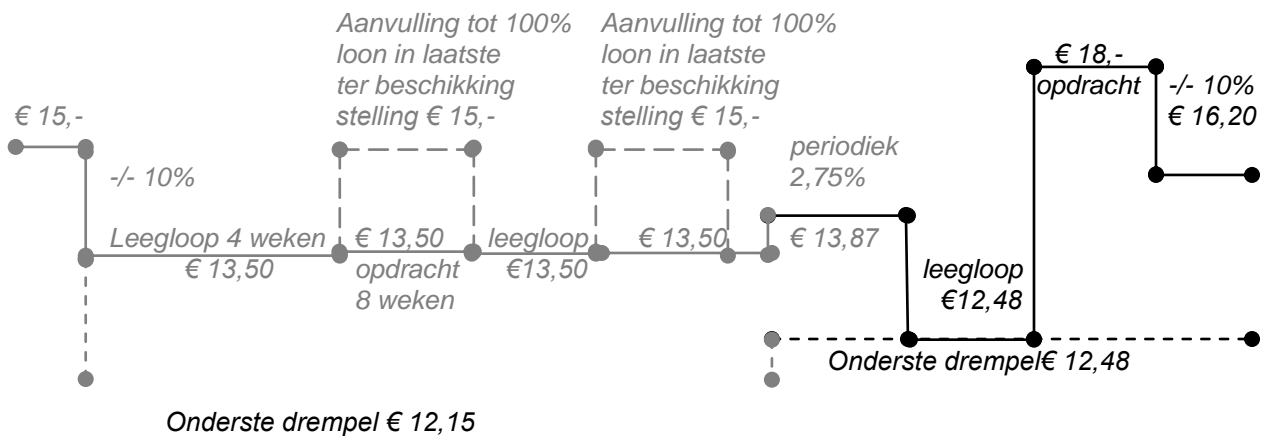 Aanvulling tot 100%
loon in laatste
ter beschikking
stelling € 15,-
Aanvulling tot 100%
loon in laatste
ter beschikking
stelling € 15,-
€ 18,-
opdracht
-/- 10%
€ 16,20
€ 15,-
-/- 10%
periodiek
2,75%
Leegloop 4 weken
€ 13,50
€ 13,50
opdracht
8 weken
leegloop
€13,50
€ 13,50
€ 13,87
leegloop
€12,48
Onderste drempel€ 12,48
Onderste drempel € 12,15